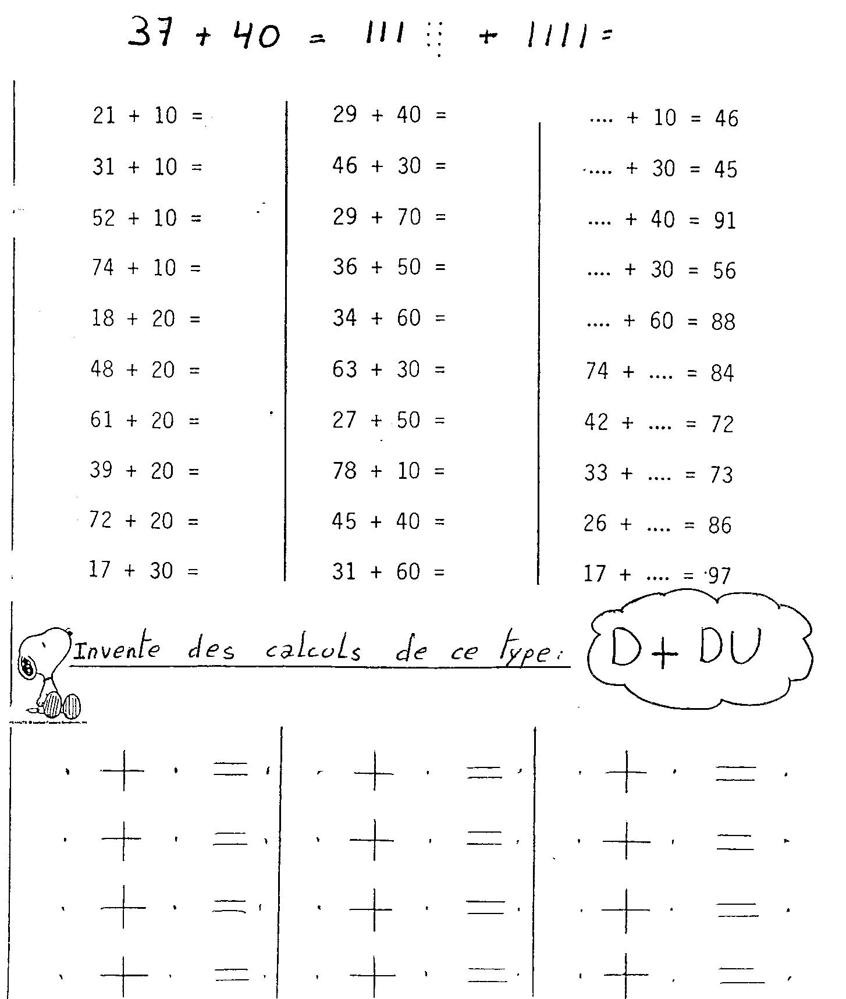 37 + 40 = +  =
21 + 10 =
31 + 10 =
52 + 10 =
74 + 10 =
18 + 20 =
48 + 20 =
61 + 20 =
39 + 20 =
72 + 20 =
17 + 30 =
29 + 40 =
46 + 30 =
29 + 70 =
36 + 50 =
34 + 60 =
63 + 30 =
27 + 50 =
78 + 10 =
45 + 40 =
31 + 60 =
.... + 10 = 46
.... + 30 = 45
.... + 40 = 91
.... + 30 = 56
.... + 60 = 88
74 + .... = 84
42 + .... = 72
33 + .... = 73
26 + .... = 86
17 + .... = 97
Invente des calculs de ce type:
D + DU
. + . = .
. + . = .
. + . = .
. + . = .
. + . = .
. + . = .
. + . = .
. + . = .
. + . = .
. + . = .
. + . = .
. + . = .